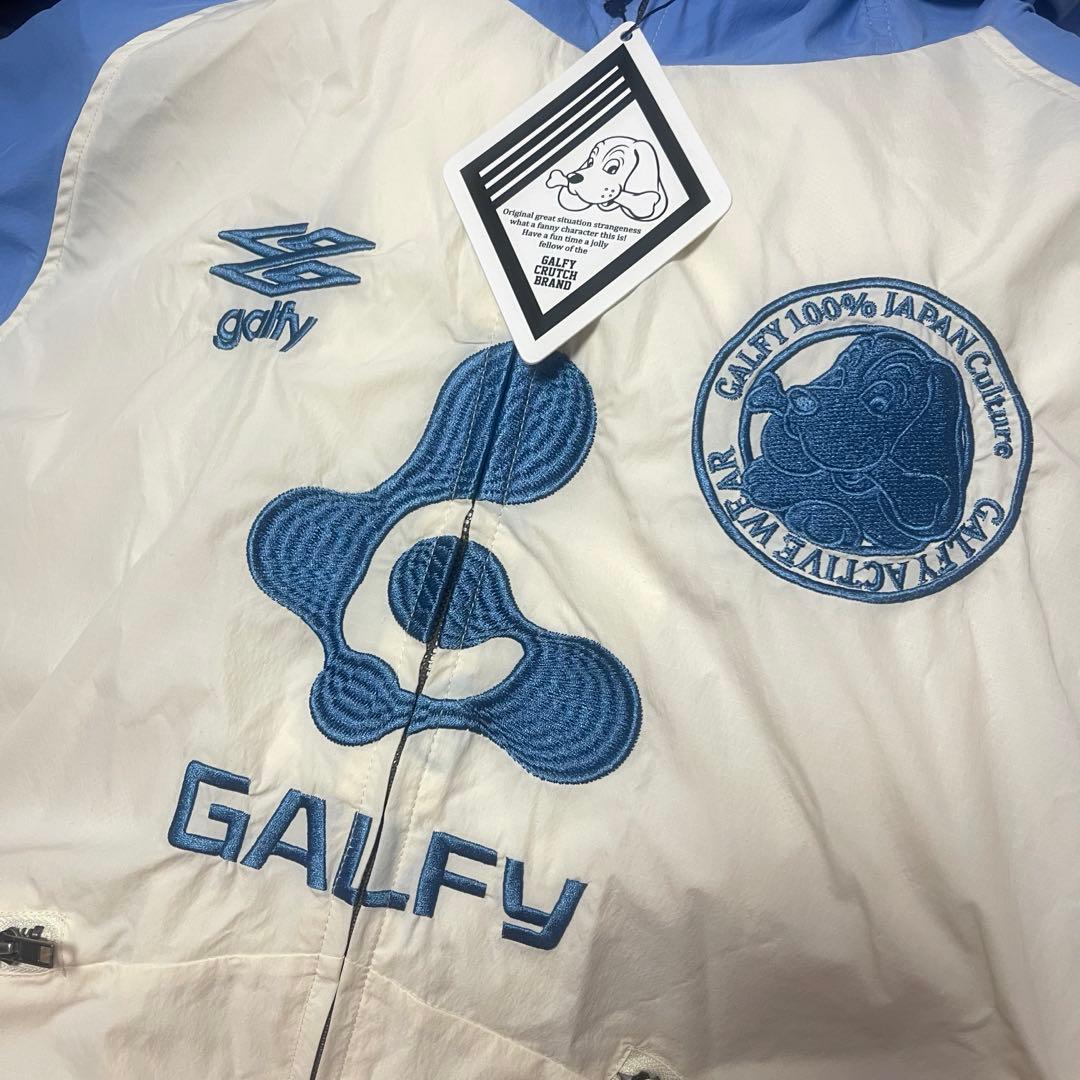 Original great situation strangeness
what a fanny character this is!
Have a fun time a jolly
fellow of the
GALFY
CRUTCH
BRAND
galfy
GALFY 100% JAPAN Culture
GALFY ACTIVE WEAR
GALFY